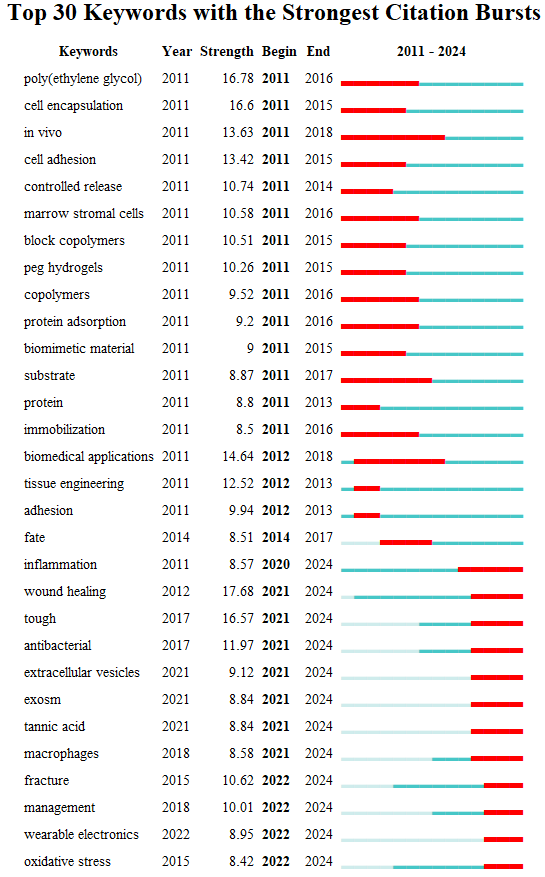 Top 30 Keywords with the Strongest Citation Bursts
Keywords Year Strength Begin End 2011 - 2024
poly(ethylene glycol) 2011 16.78 2011 2016
cell encapsulation 2011 16.6 2011 2015
in vivo 2011 13.63 2011 2018
cell adhesion 2011 13.42 2011 2015
controlled release 2011 10.74 2011 2014
marrow stromal cells 2011 10.58 2011 2016
block copolymers 2011 10.51 2011 2015
peg hydrogels 2011 10.26 2011 2015
copolymers 2011 9.52 2011 2016
protein adsorption 2011 9.2 2011 2016
biomimetic material 2011 9 2011 2015
substrate 2011 8.87 2011 2017
protein 2011 8.8 2011 2013
immobilization 2011 8.5 2011 2016
biomedical applications 2011 14.64 2012 2018
tissue engineering 2011 12.52 2012 2013
adhesion 2011 9.94 2012 2013
fate 2014 8.51 2014 2017
inflammation 2011 8.57 2020 2024
wound healing 2012 17.68 2021 2024
tough 2017 16.57 2021 2024
antibacterial 2017 11.97 2021 2024
extracellular vesicles 2021 9.12 2021 2024
exosm 2021 8.84 2021 2024
tannic acid 2021 8.84 2021 2024
macrophages 2018 8.58 2021 2024
fracture 2015 10.62 2022 2024
management 2018 10.01 2022 2024
wearable electronics 2022 8.95 2022 2024
oxidative stress 2015 8.42 2022 2024